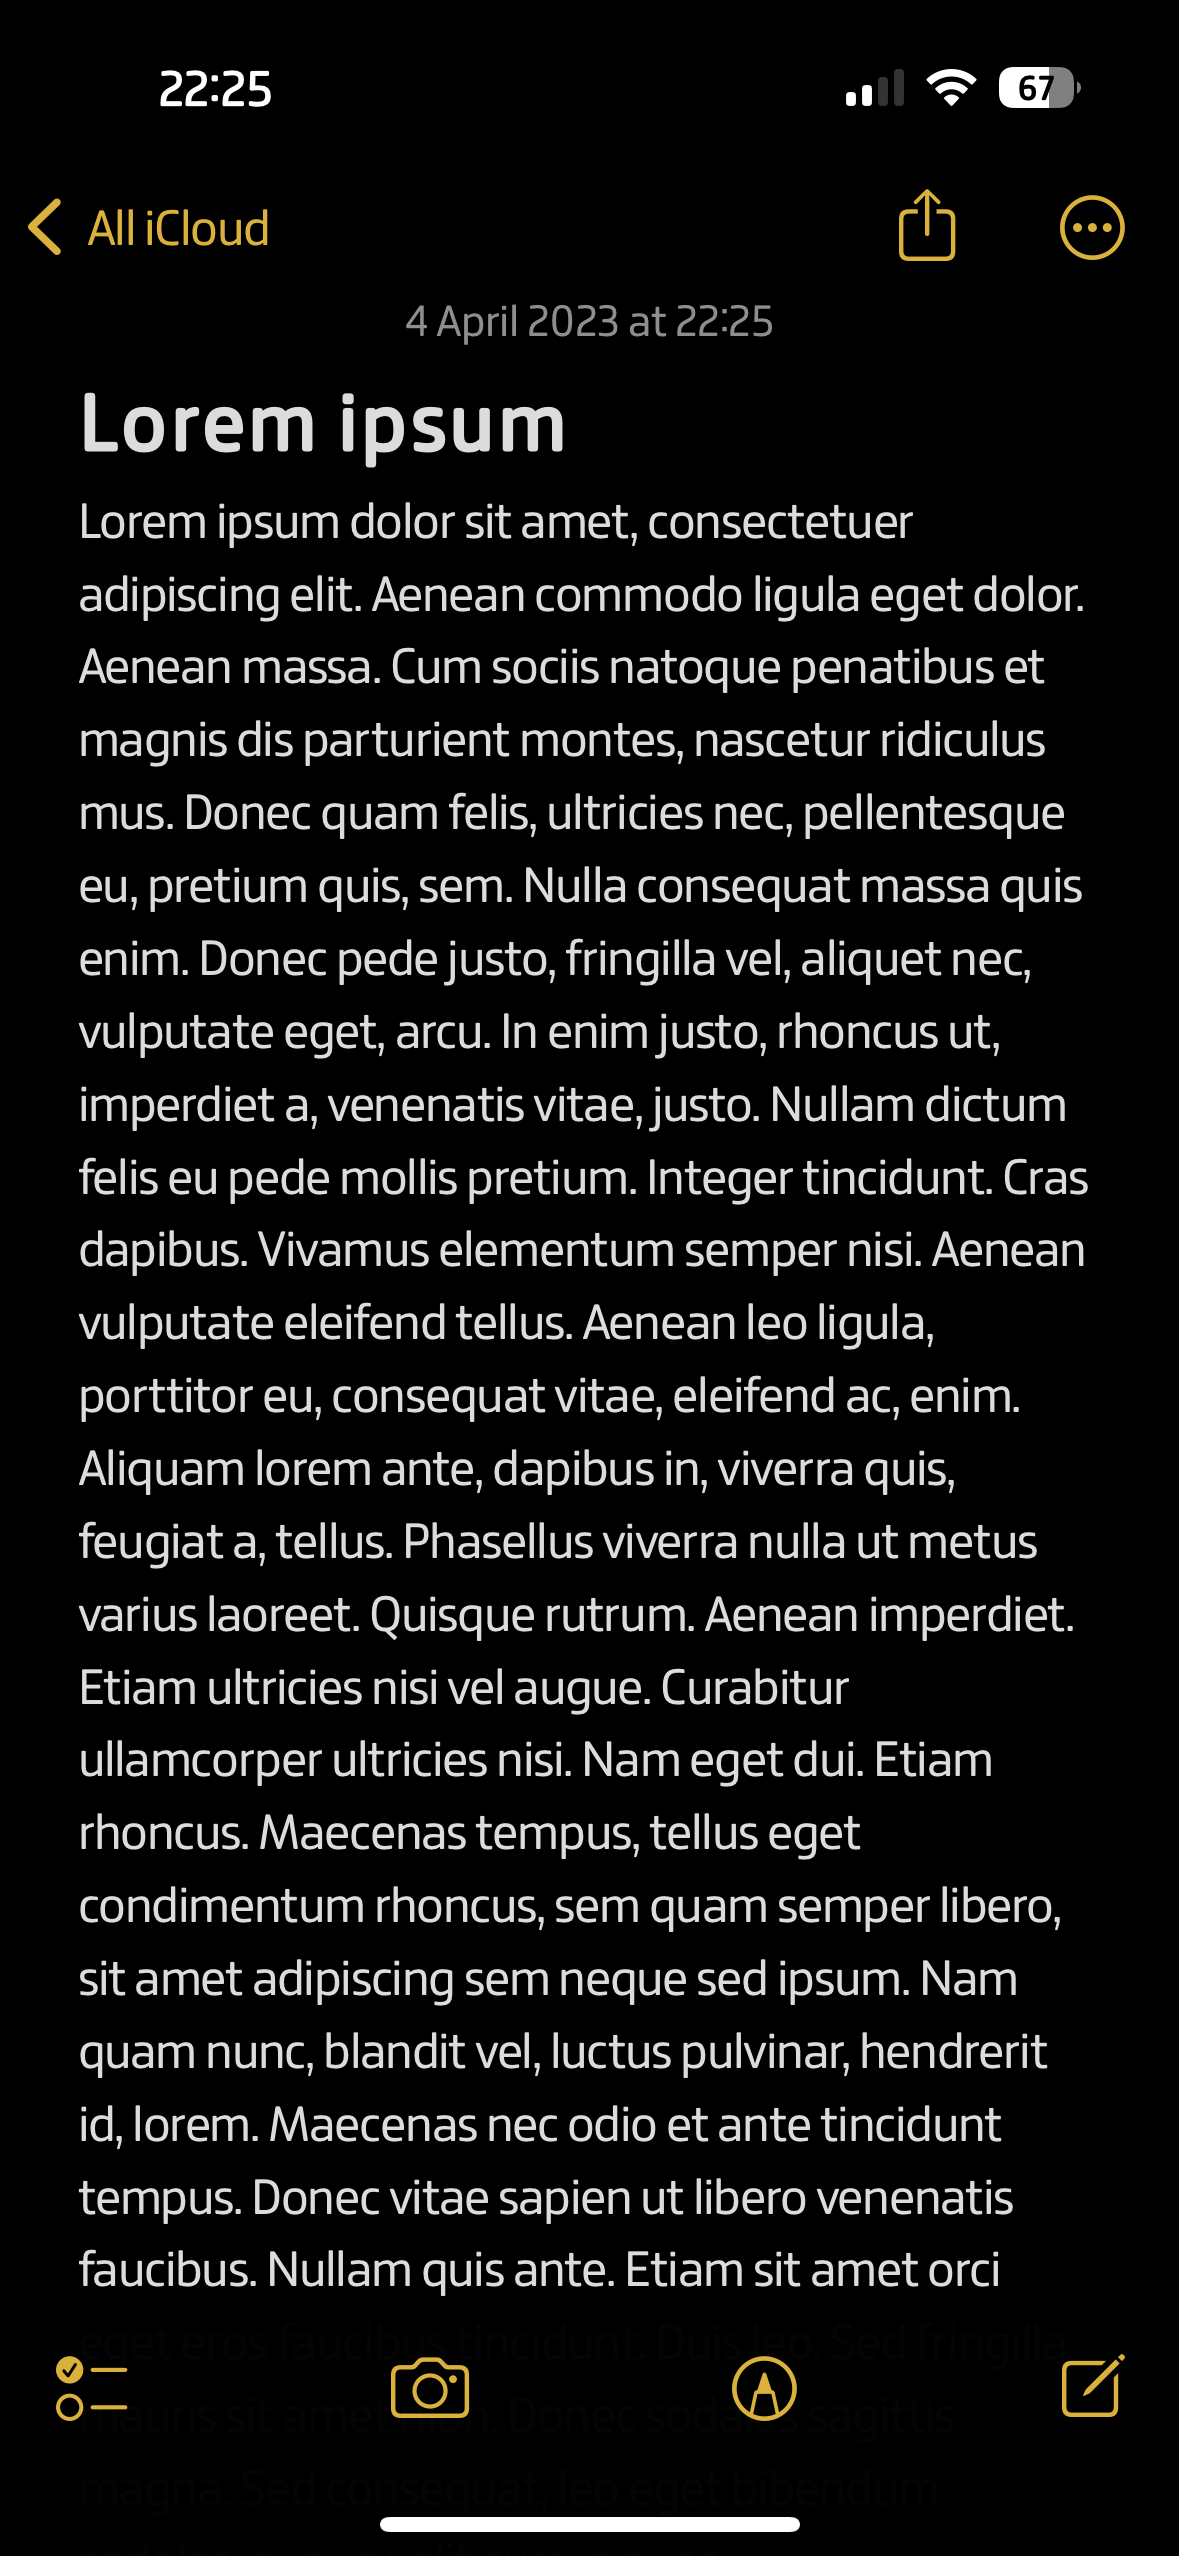 22:25
67
All iCloud
4 April 2023 at 22:25
Lorem ipsum
Lorem ipsum dolor sit amet, consectetuer
adipiscing elit. Aenean commodo ligula eget dolor.
Aenean massa. Cum sociis natoque penatibus et
magnis dis parturient montes, nascetur ridiculus
mus. Donec quam felis, ultricies nec, pellentesque
eu, pretium quis, sem. Nulla consequat massa quis
enim. Donec pede justo, fringilla vel, aliquet nec,
vulputate eget, arcu. In enim justo, rhoncus ut,
imperdiet a, venenatis vitae, justo. Nullam dictum
felis eu pede mollis pretium. Integer tincidunt. Cras
dapibus. Vivamus elementum semper nisi. Aenean
vulputate eleifend tellus. Aenean leo ligula,
porttitor eu, consequat vitae, eleifend ac, enim.
Aliquam lorem ante, dapibus in, viverra quis,
feugiat a, tellus. Phasellus viverra nulla ut metus
varius laoreet. Quisque rutrum. Aenean imperdiet.
Etiam ultricies nisi vel augue. Curabitur
ullamcorper ultricies nisi. Nam eget dui. Etiam
rhoncus. Maecenas tempus, tellus eget
condimentum rhoncus, sem quam semper libero,
sit amet adipiscing sem neque sed ipsum. Nam
quam nunc, blandit vel, luctus pulvinar, hendrerit
id, lorem. Maecenas nec odio et ante tincidunt
tempus. Donec vitae sapien ut libero venenatis
faucibus. Nullam quis ante. Etiam sit amet orci
eget eros faucibus tincidunt. Duis leo. Sed fringilla
mauris sit amet Donec sagittis
magna. Sed consequat, leo eget bibendum